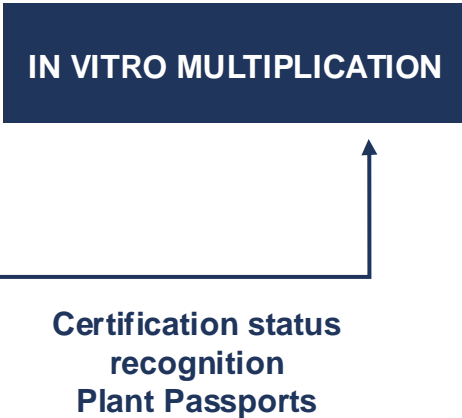 IN VITRO MULTIPLICATION
Certification status
recognition
Plant Passports